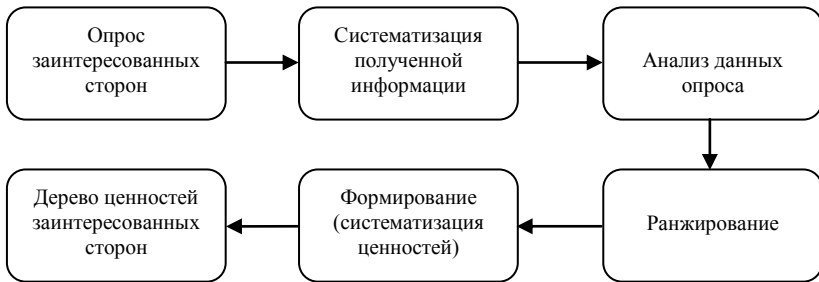 Опрос
заинтересованных
сторон
Систематизация
полученной
информации
Анализ данных
опроса
Ранжирование
Формирование
(систематизация
ценностей)
Дерево ценностей
заинтересованных
сторон